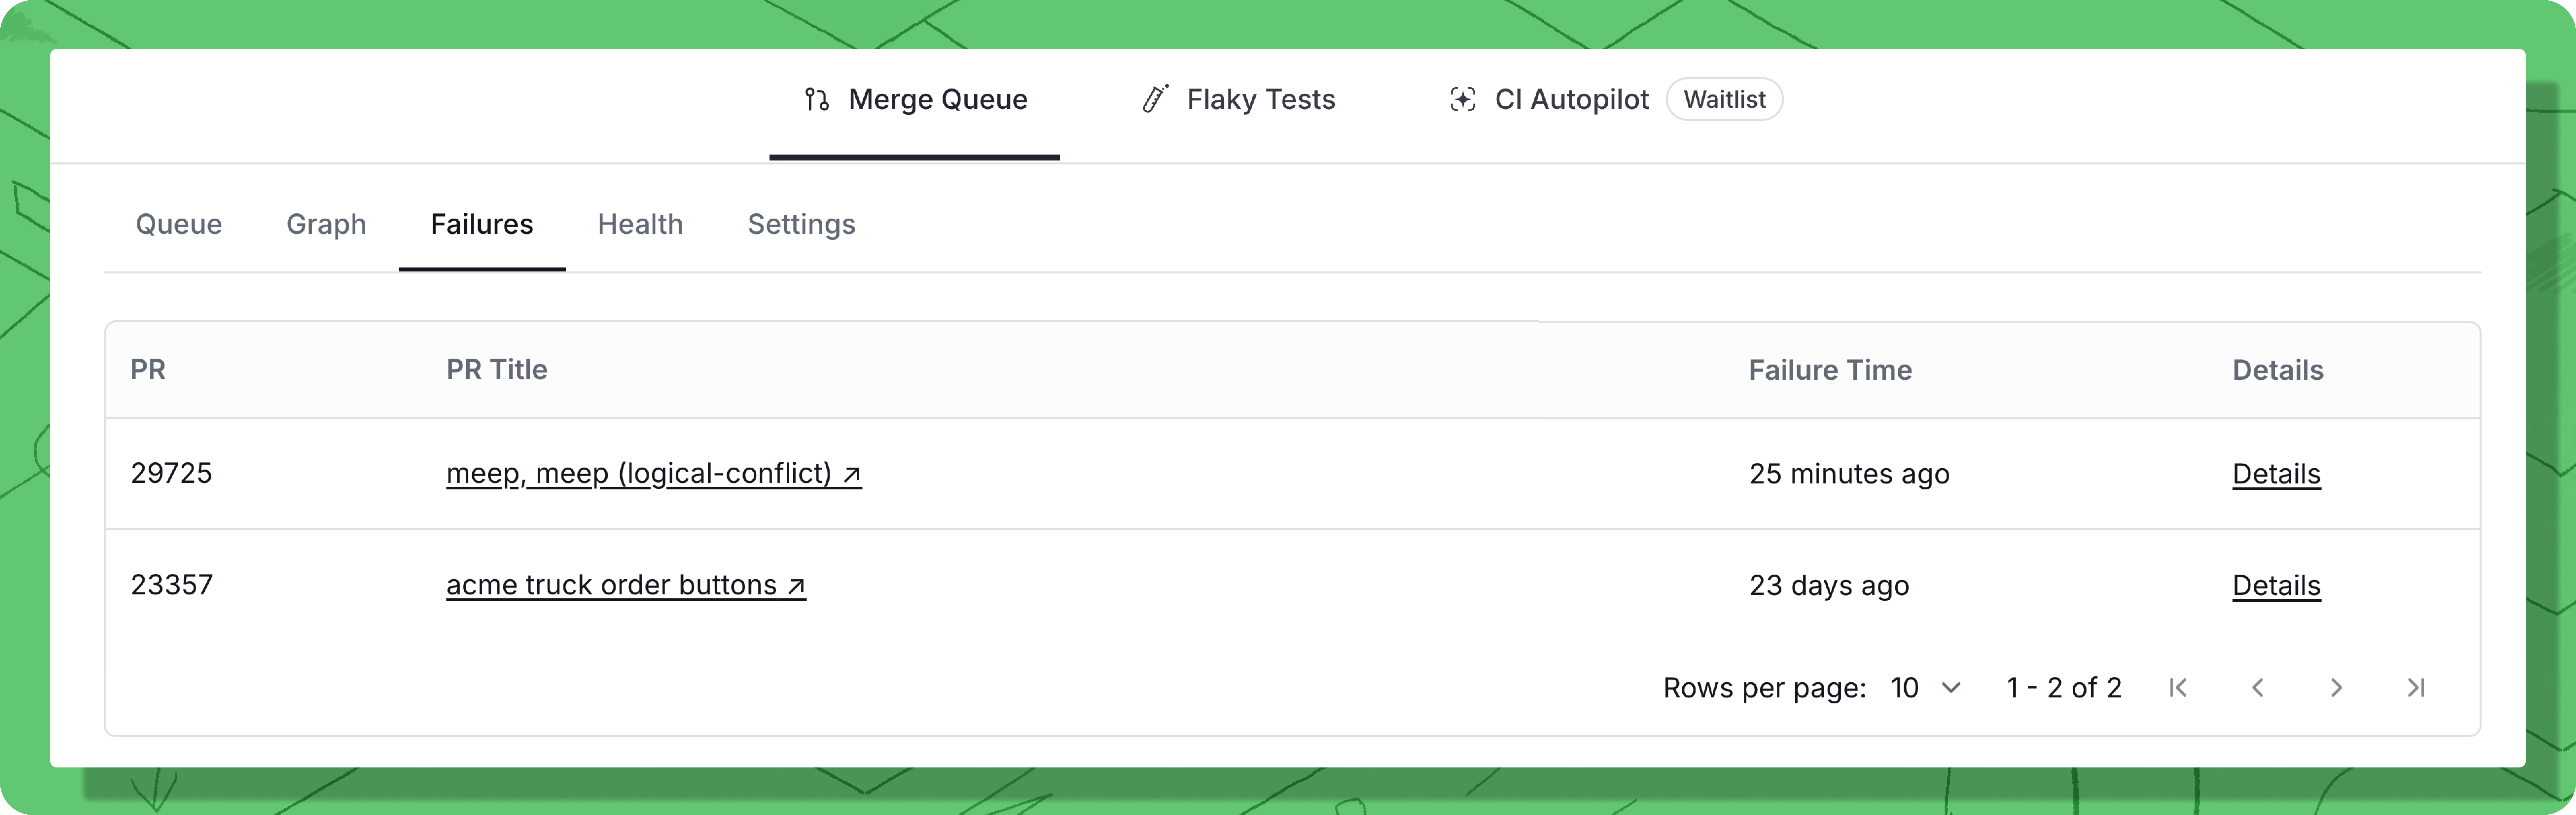 Merge Queue Flaky Tests CI Autopilot Waitlist
Queue Graph Failures Health Settings
PR PR Title Failure Time Details
29725 meep, meep (logical-conflict) ↗ 25 minutes ago Details
23357 acme truck order buttons ↗ 23 days ago Details
Rows per page: 10 1 - 2 of 2